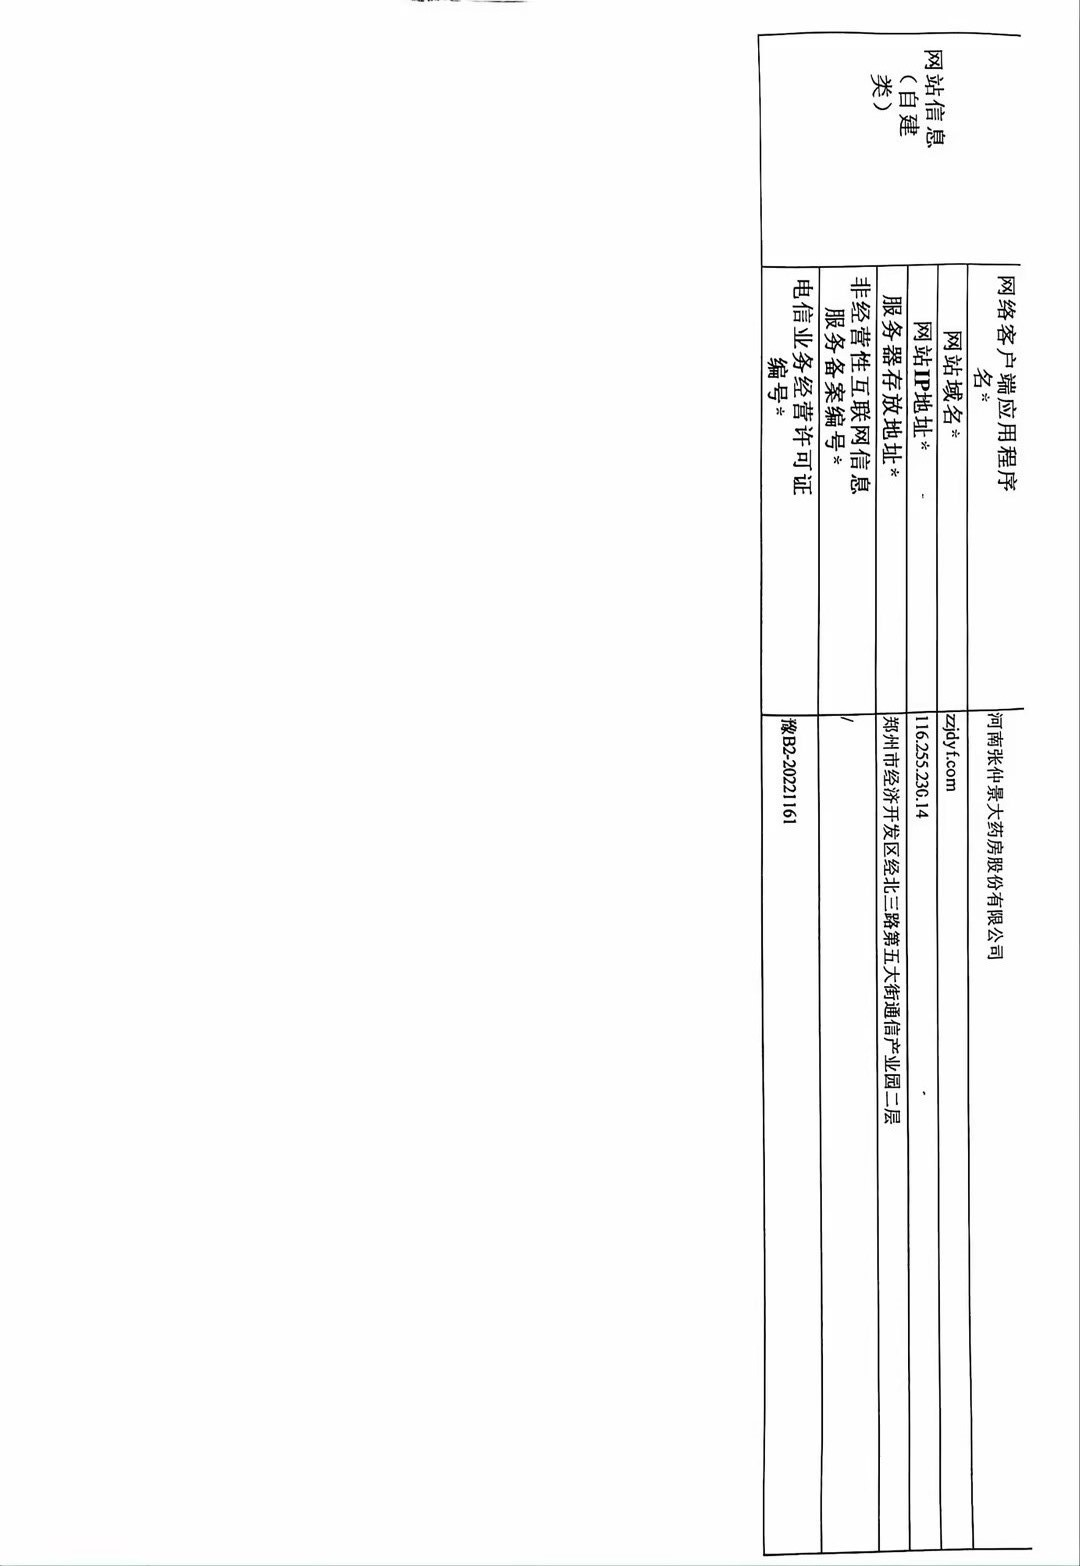 网站信息
（自建
类）
网络客户端应用程序
名*
河南张仲景大药房股份有限公司
网站域名*
zzjdyf.com
网站IP地址*
116.255.230.14
服务器存放地址*
郑州市经济开发区经北三路第五大街通信产业园二层
非经营性互联网信息
服务备案编号*
/
电信业务经营许可证
编号*
豫B2-20221161